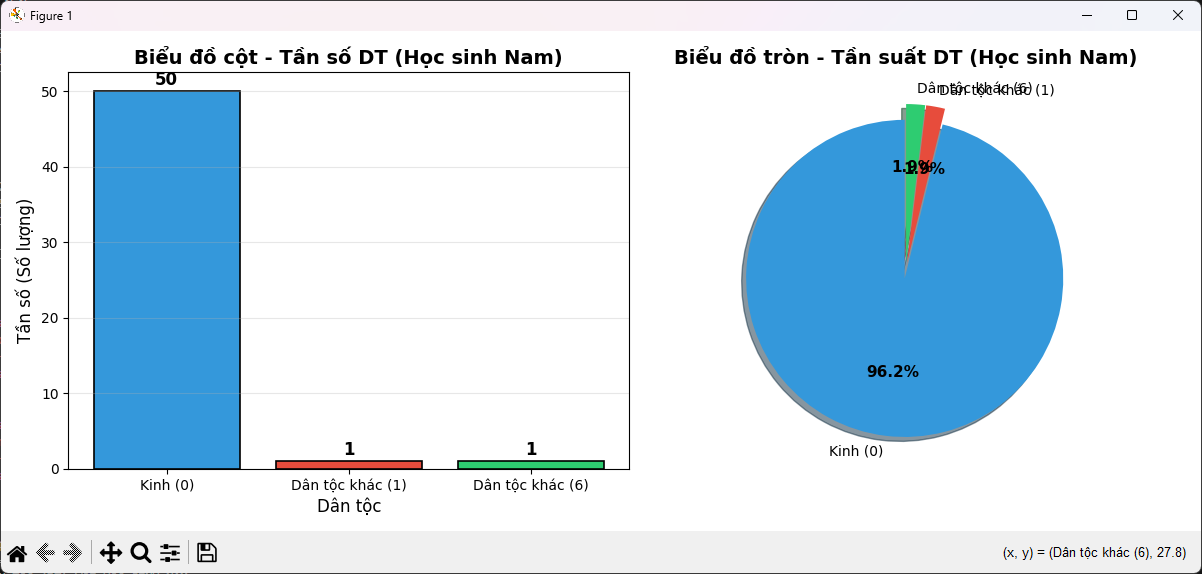 Figure 1
Biểu đồ cột - Tần số DT (Học sinh Nam)
50
50
40
30
20
10
0
Tần số (Số lượng)
1
1
Kinh (0)
Dân tộc khác (1)
Dân tộc khác (6)
Dân tộc
Biểu đồ tròn - Tần suất DT (Học sinh Nam)
Dân tộc khác (6)
Dân tộc khác (1)
1.9%
1.9%
96.2%
Kinh (0)
(x, y) = (Dân tộc khác (6), 27.8)